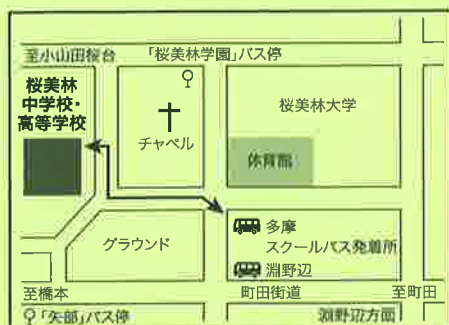 至小山田桜台
「桜美林学園」バス停
桜美林
中学校・
高等学校
チャペル
桜美林大学
体育館
グラウンド
多摩
スクールバス発着所
淵野辺
至橋本
町田街道
至町田
「矢部」バス停
淵野辺方面